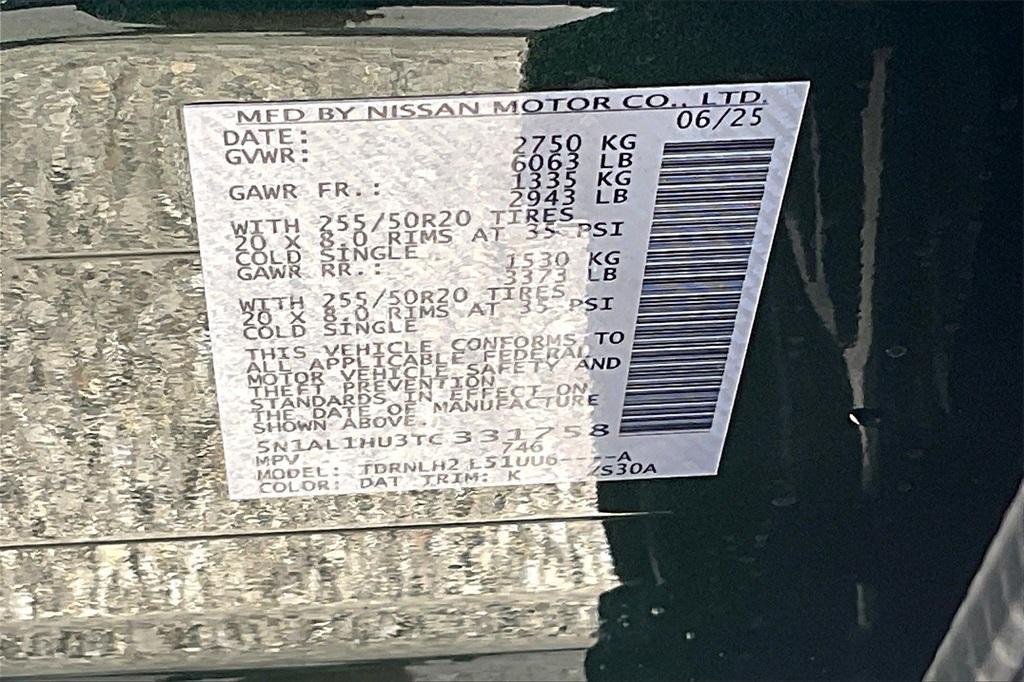 MFD BY NISSAN MOTOR CO., LTD.
DATE: 06/25
GVWR: 2750 KG
6063 LB
GAWR FR.: 1335 KG
2943 LB
WITH 255/50R20 TIRES
20 X 8.0 RIMS AT 35 PSI
COLD SINGLE
GAWR RR.: 1530 KG
3373 LB
WITH 255/50R20 TIRES
20 X 8.0 RIMS AT 35 PSI
COLD SINGLE
THIS VEHICLE CONFORMS TO
ALL APPLICABLE FEDERAL
MOTOR VEHICLE SAFETY AND
THEFT PREVENTION
STANDARDS IN EFFECT ON
THE DATE OF MANUFACTURE
SHOWN ABOVE.
5N1AL1HU3TC331758
MPV 746
MODEL: TDRNLH2 L51UU6----A
COLOR: DAT TRIM: K /S30A